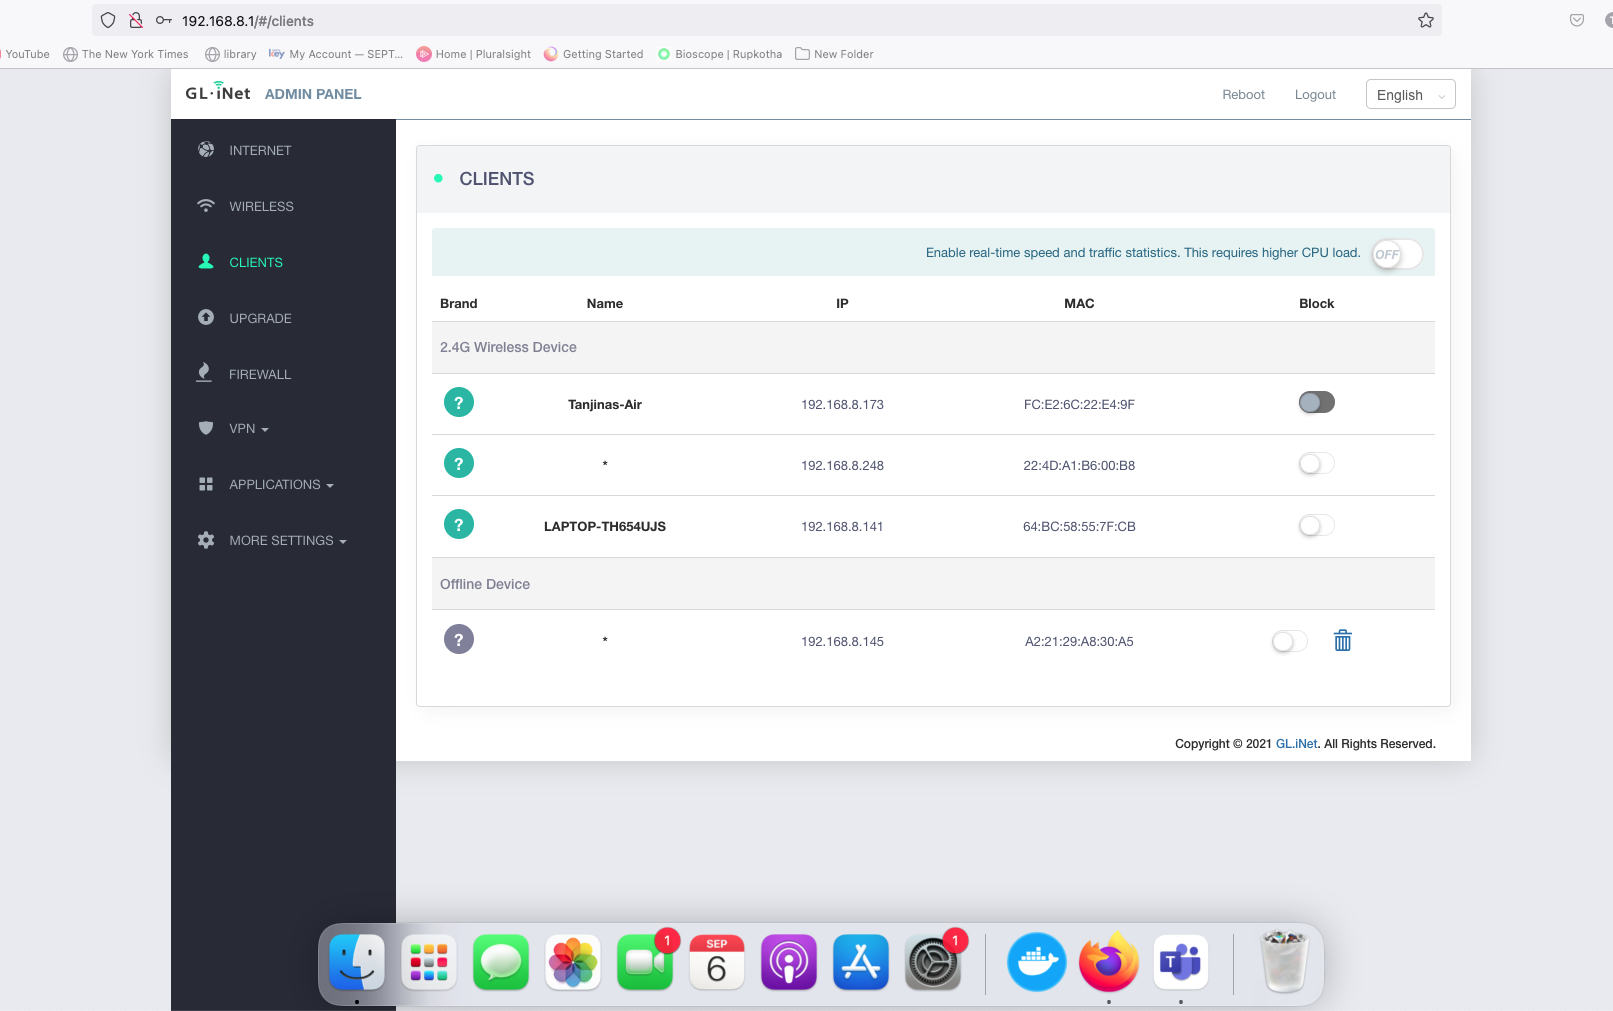 192.168.8.1/#/clients
YouTube The New York Times library My Account — SEPT... Home | Pluralsight Getting Started Bioscope | Rupkotha New Folder
GL·iNet ADMIN PANEL Reboot Logout English
INTERNET
WIRELESS
CLIENTS
UPGRADE
FIREWALL
VPN
APPLICATIONS
MORE SETTINGS
CLIENTS
Enable real-time speed and traffic statistics. This requires higher CPU load. OFF
Brand Name IP MAC Block
2.4G Wireless Device
? Tanjinas-Air 192.168.8.173 FC:E2:6C:22:E4:9F
? * 192.168.8.248 22:4D:A1:B6:00:B8
? LAPTOP-TH654UJS 192.168.8.141 64:BC:58:55:7F:CB
Offline Device
? * 192.168.8.145 A2:21:29:A8:30:A5
Copyright © 2021 GL.iNet. All Rights Reserved.
1 SEP 1
6 T